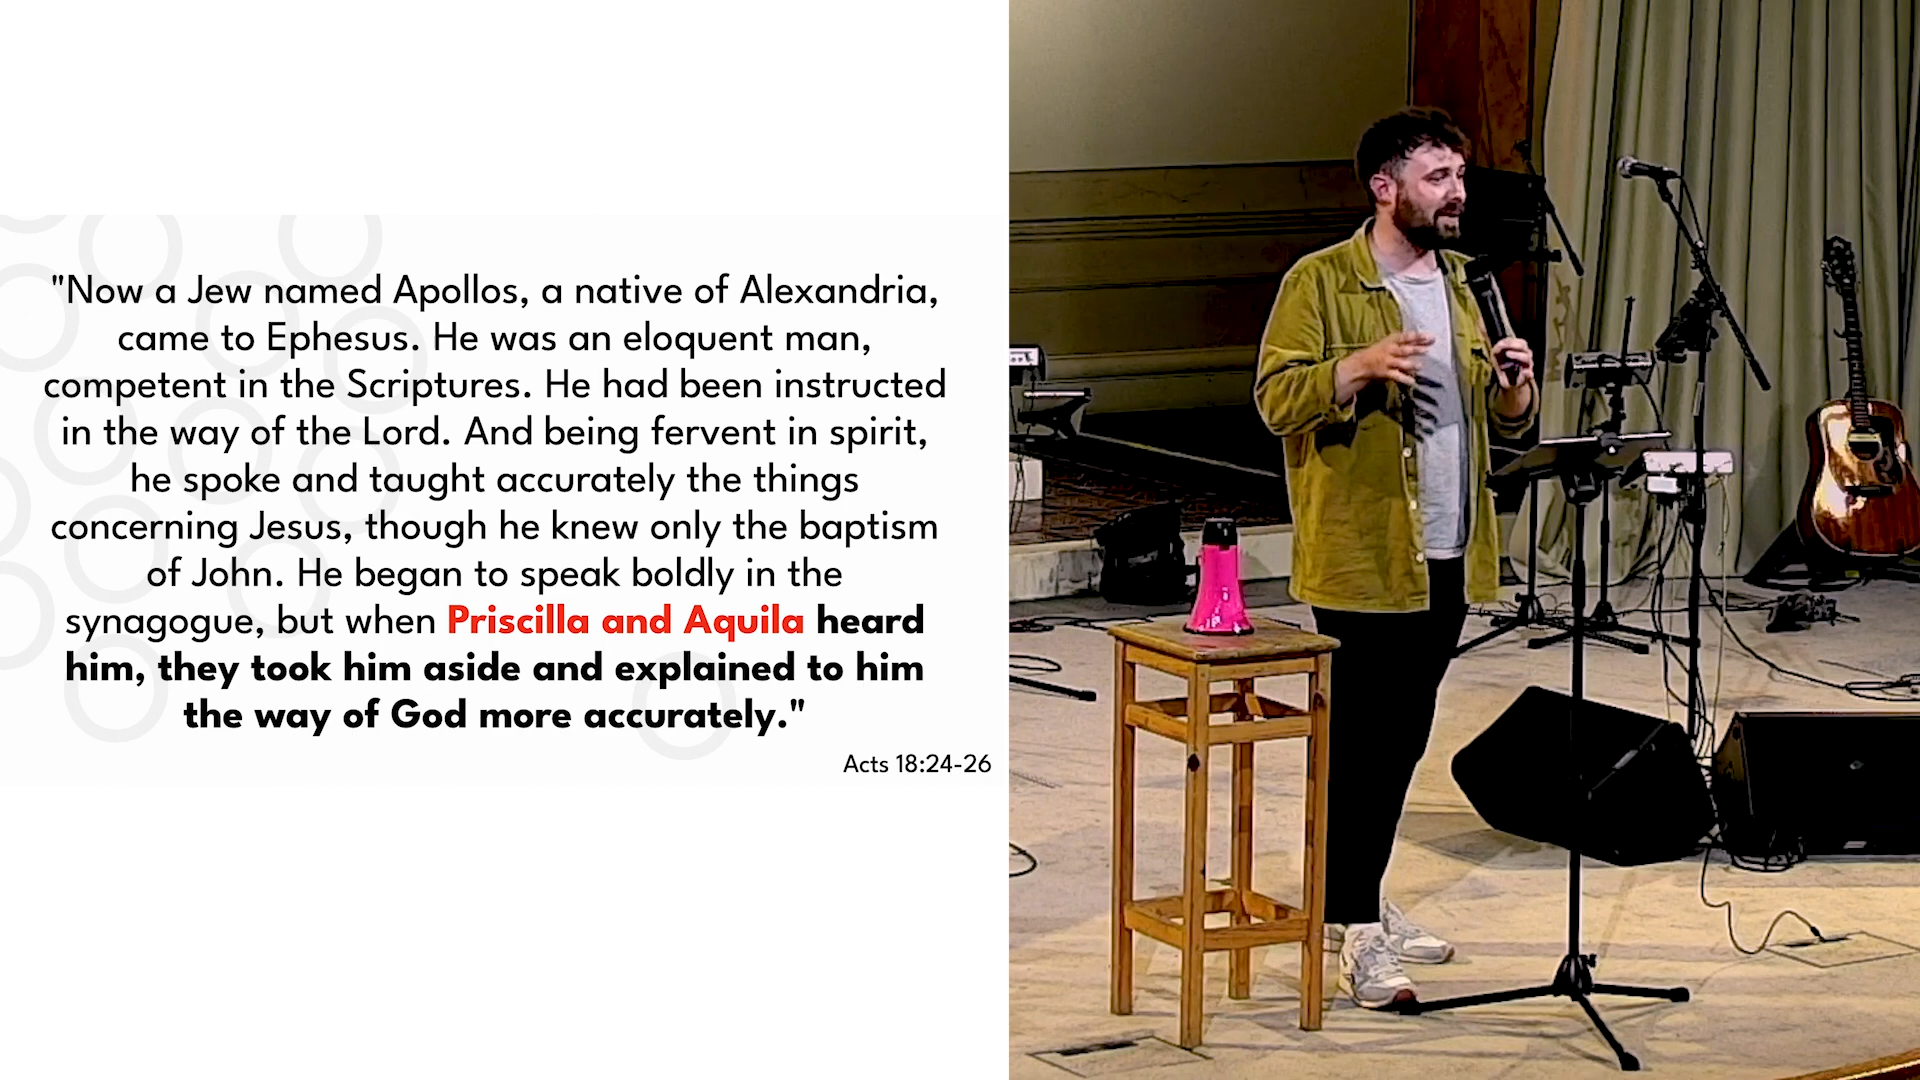 "Now a Jew named Apollos, a native of Alexandria,
came to Ephesus. He was an eloquent man,
competent in the Scriptures. He had been instructed
in the way of the Lord. And being fervent in spirit,
he spoke and taught accurately the things
concerning Jesus, though he knew only the baptism
of John. He began to speak boldly in the
synagogue, but when Priscilla and Aquila heard
him, they took him aside and explained to him
the way of God more accurately."
Acts 18:24-26